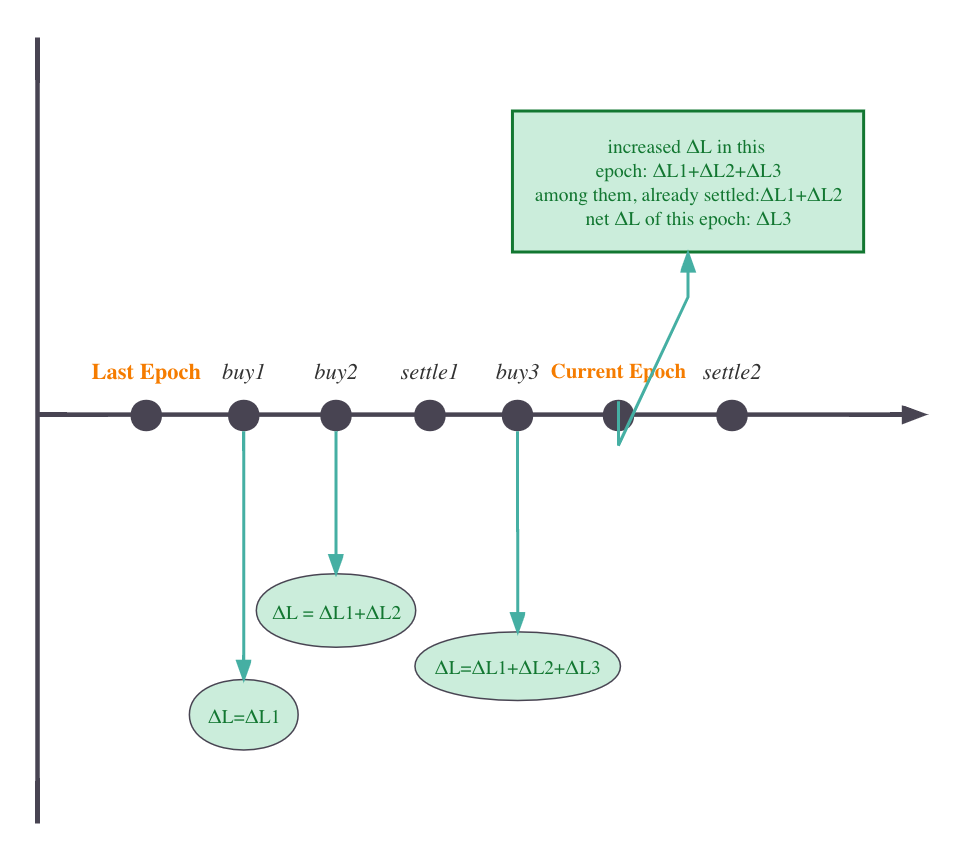 increased ΔL in this
epoch: ΔL1+ΔL2+ΔL3
among them, already settled:ΔL1+ΔL2
net ΔL of this epoch: ΔL3
Last Epoch buy1 buy2 settle1 buy3 Current Epoch settle2
ΔL = ΔL1+ΔL2
ΔL=ΔL1+ΔL2+ΔL3
ΔL=ΔL1